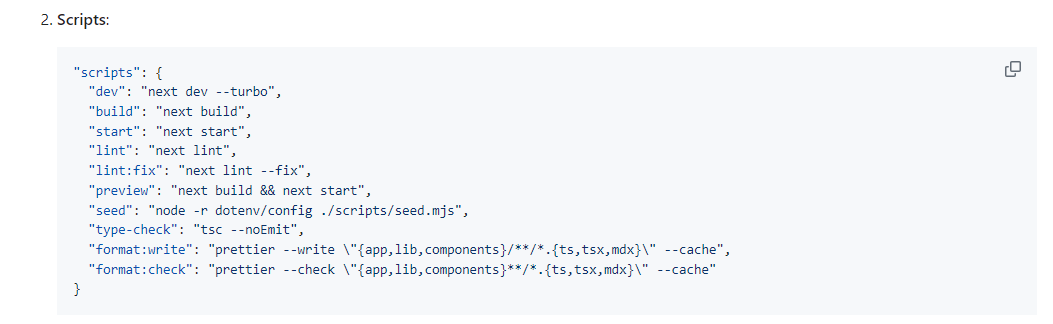 2. Scripts:
"scripts": {
"dev": "next dev --turbo",
"build": "next build",
"start": "next start",
"lint": "next lint",
"lint:fix": "next lint --fix",
"preview": "next build && next start",
"seed": "node -r dotenv/config ./scripts/seed.mjs",
"type-check": "tsc --noEmit",
"format:write": "prettier --write \"{app,lib,components}/**/*.{ts,tsx,mdx}\" --cache",
"format:check": "prettier --check \"{app,lib,components}**/*.{ts,tsx,mdx}\" --cache"
}